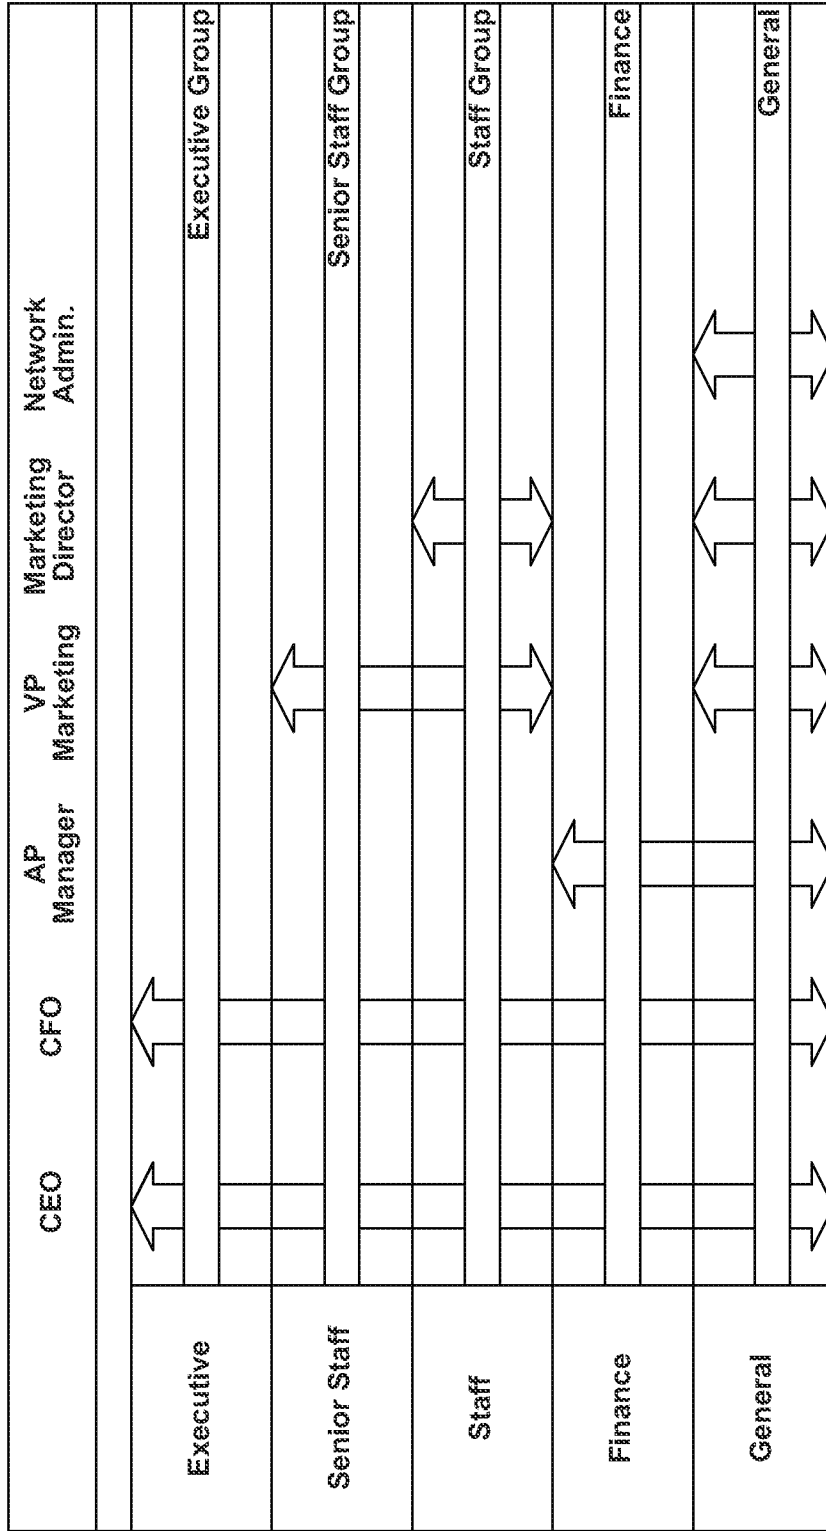 CEO
CFO
AP
Manager
VP
Marketing
Marketing
Director
Network
Admin.
Executive
Executive Group
Senior Staff
Senior Staff Group
Staff
Staff Group
Finance
Finance
General
General